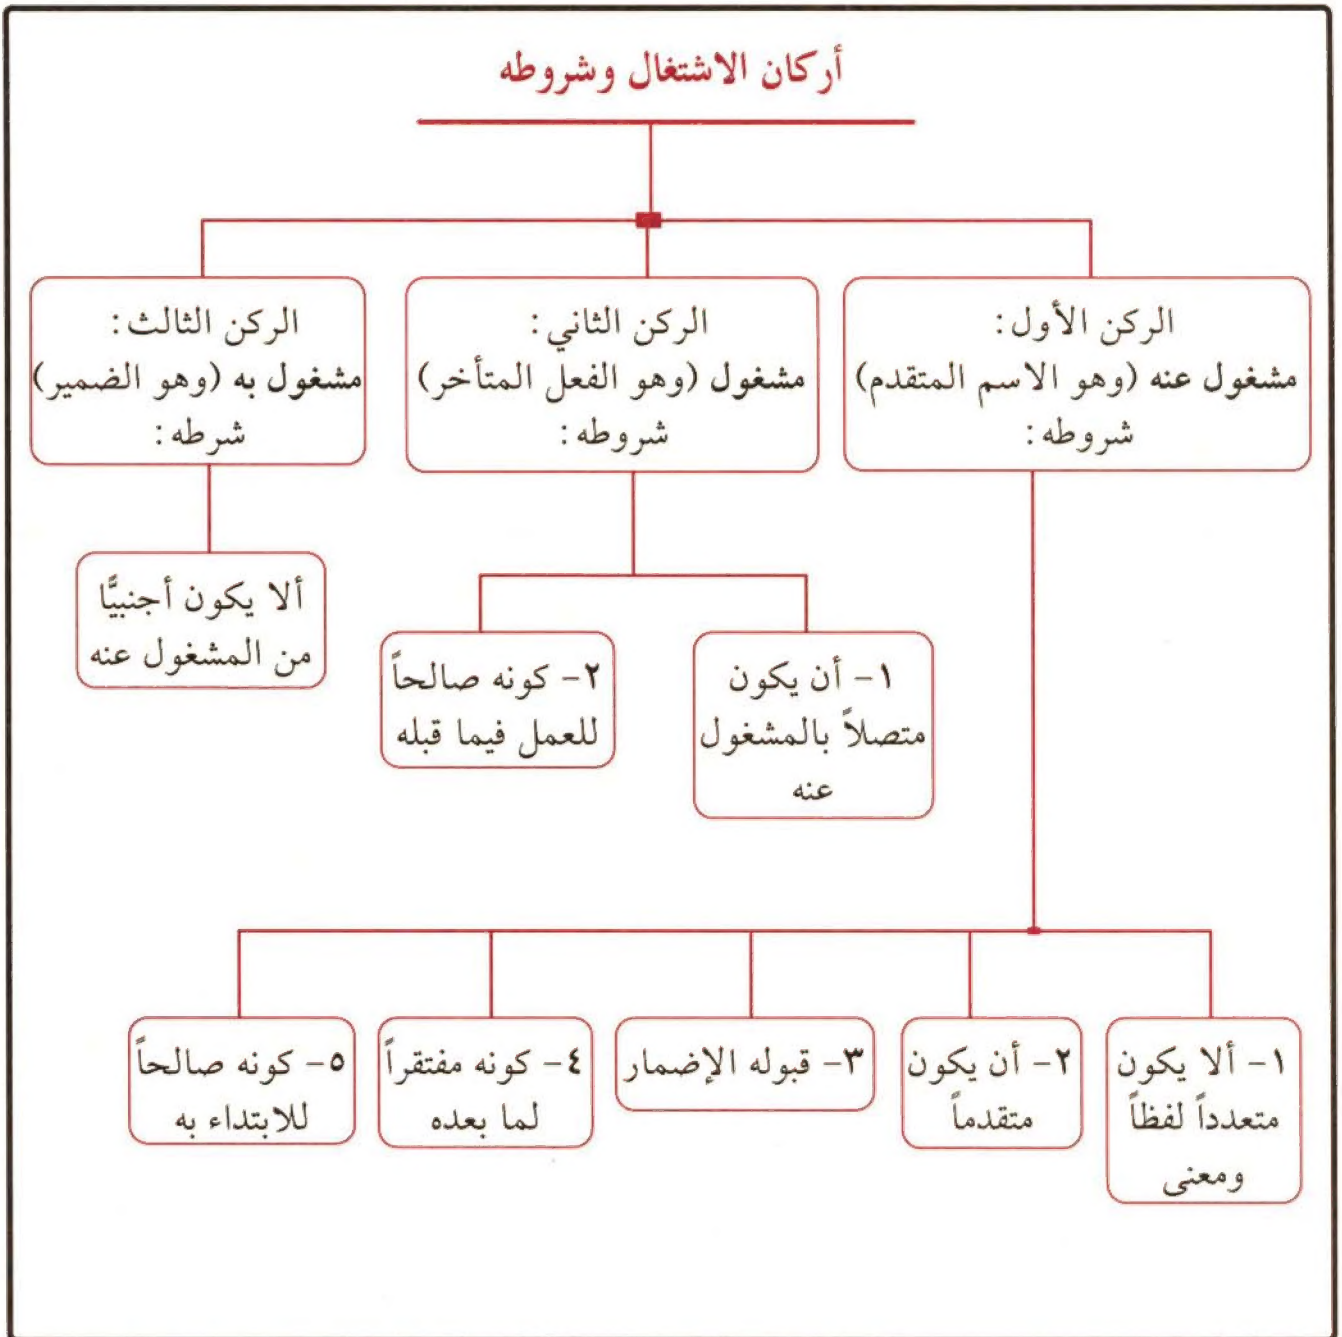 أركان الاشتغال وشروطه
الركن الأول:
مشغول عنه (وهو الاسم المتقدم)
شروطه:
الركن الثاني:
مشغول (وهو الفعل المتأخر)
شروطه:
الركن الثالث:
مشغول به (وهو الضمير)
شرطه:
ألا يكون أجنبيًّا
من المشغول عنه
١- أن يكون
متصلاً بالمشغول
عنه
٢- كونه صالحاً
للعمل فيما قبله
١- ألا يكون
متعدداً لفظاً
ومعنى
٢- أن يكون
متقدماً
٣- قبوله الإضمار
٤- كونه مفتقراً
لما بعده
٥- كونه صالحاً
للابتداء به